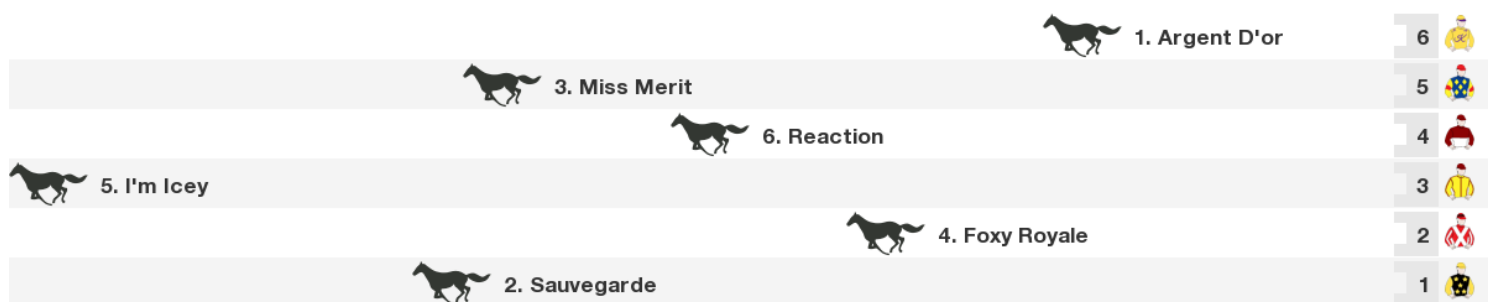 1. Argent D'or 6
3. Miss Merit 5
6. Reaction 4
5. I'm Icey 3
4. Foxy Royale 2
2. Sauvegarde 1